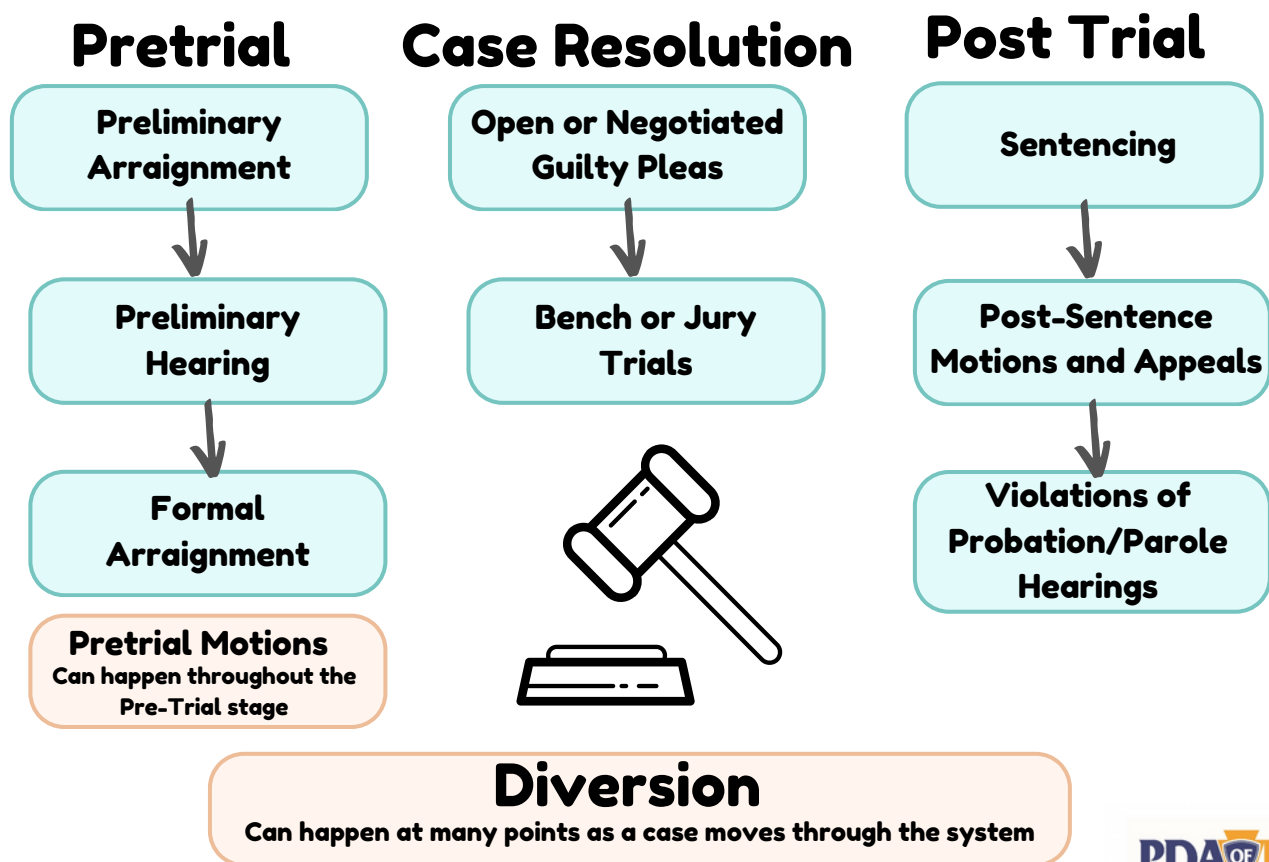 Pretrial
Preliminary
Arraignment
Preliminary
Hearing
Formal
Arraignment
Pretrial Motions
Can happen throughout the
Pre-Trial stage
Case Resolution
Open or Negotiated
Guilty Pleas
Bench or Jury
Trials
Post Trial
Sentencing
Post-Sentence
Motions and Appeals
Violations of
Probation/Parole
Hearings
Diversion
Can happen at many points as a case moves through the system
PDA OF